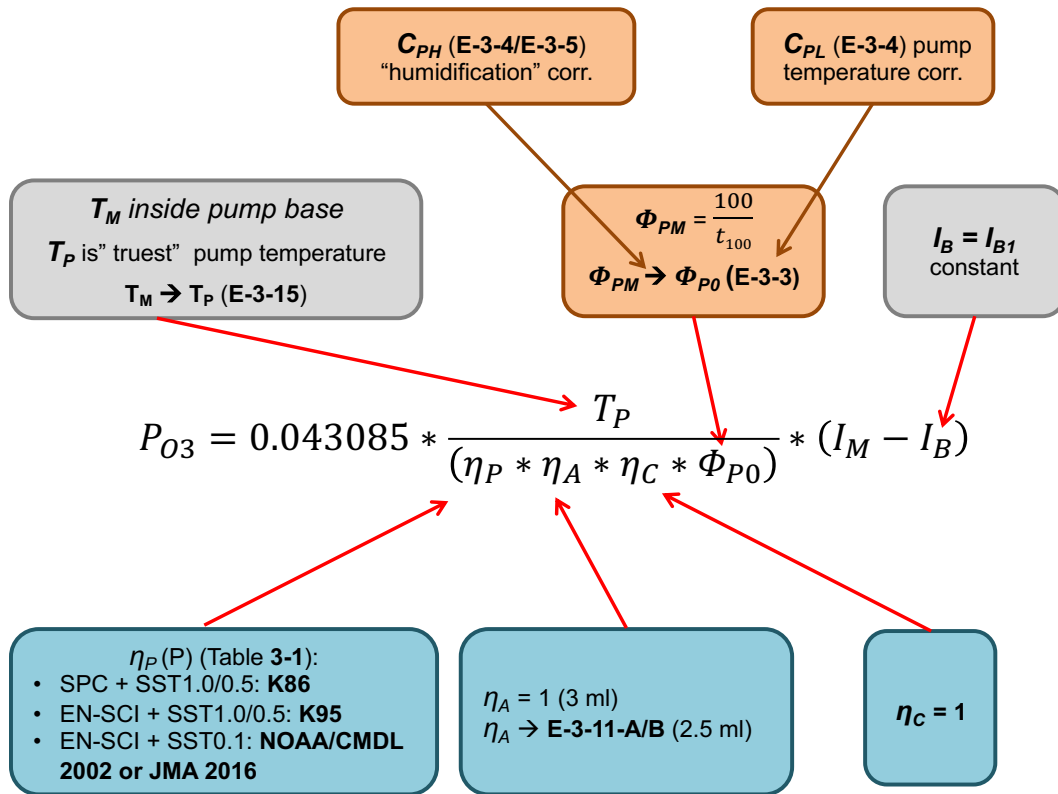 C_PH (E-3-4/E-3-5)
“humidification” corr.
C_PL (E-3-4) pump
temperature corr.
T_M inside pump base
T_P is” truest”  pump temperature
T_M → T_P (E-3-15)
Φ_PM = 100/t_100
Φ_PM → Φ_P0 (E-3-3)
I_B = I_B1
constant
P_O3 = 0.043085 * T_P/(η_P * η_A * η_C * Φ_P0) * (I_M − I_B)
η_P (P) (Table 3-1):
• SPC + SST1.0/0.5: K86
• EN-SCI + SST1.0/0.5: K95
• EN-SCI + SST0.1: NOAA/CMDL
2002 or JMA 2016
η_A = 1 (3 ml)
η_A → E-3-11-A/B (2.5 ml)
η_C = 1